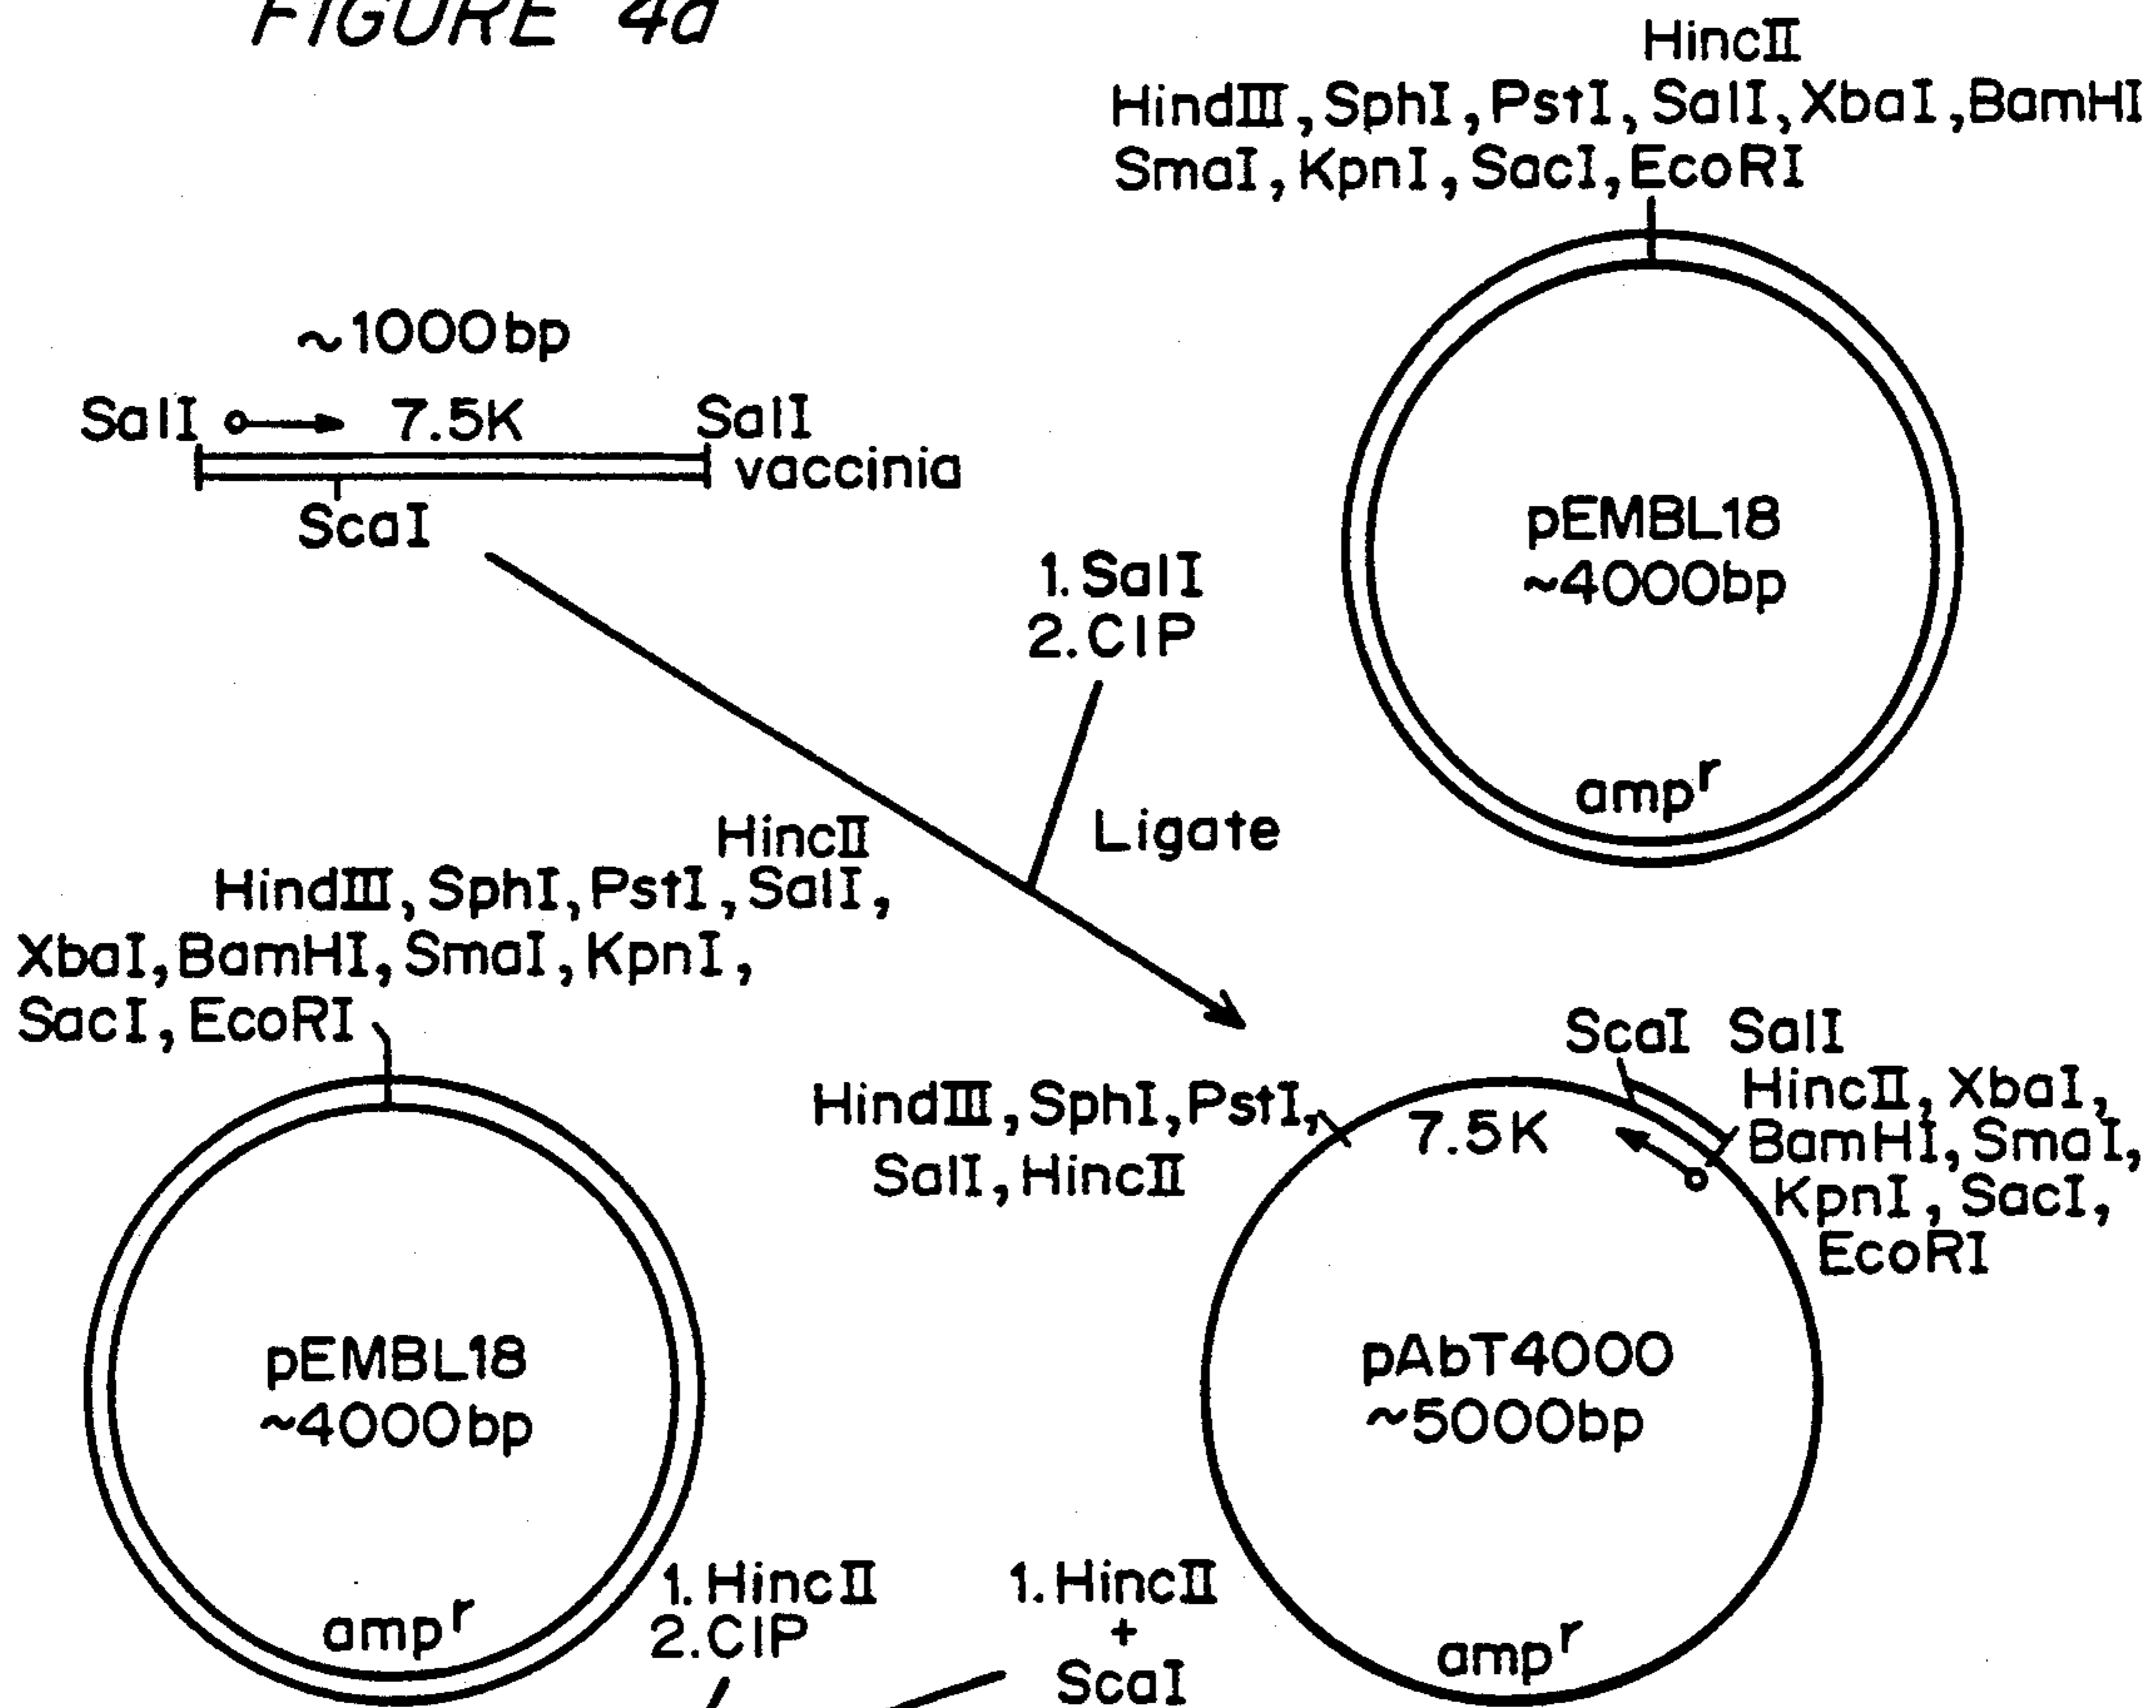 FIGURE 4a
HincII
HindIII, SphI, PstI, SalI, XbaI, BamHI
SmaI, KpnI, SacI, EcoRI
~1000bp
SalI 7.5K SalI
vaccinia
ScaI
pEMBL18
~4000bp
amp^r
1. SalI
2. CIP
Ligate
HincII
HindIII, SphI, PstI, SalI,
XbaI, BamHI, SmaI, KpnI,
SacI, EcoRI
pEMBL18
~4000bp
amp^r
HindIII, SphI, PstI,
SalI, HincII
7.5K
ScaI SalI
HincII, XbaI,
BamHI, SmaI,
KpnI, SacI,
EcoRI
pAbT4000
~5000bp
amp^r
1. HincII
2. CIP
1. HincII
+
ScaI